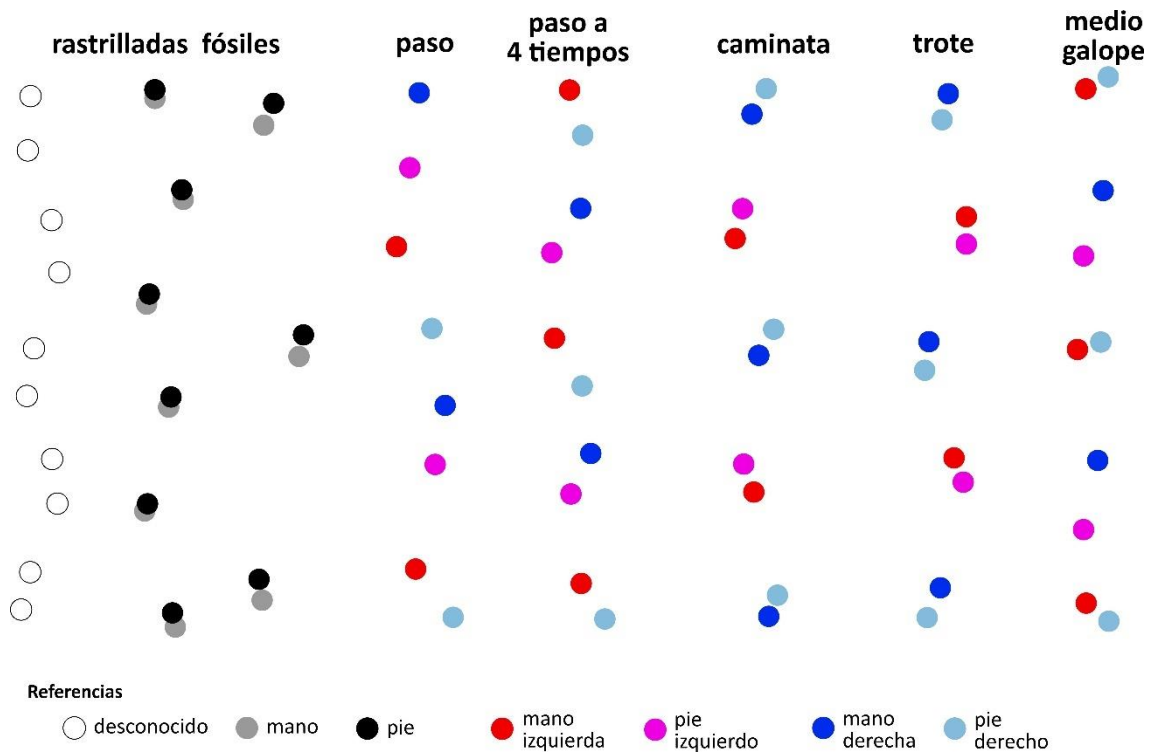 rastrilladas fósiles
paso
paso a
4 tiempos
caminata
trote
medio
galope
Referencias
desconocido
mano
pie
mano
izquierda
pie
izquierdo
mano
derecha
pie
derecho